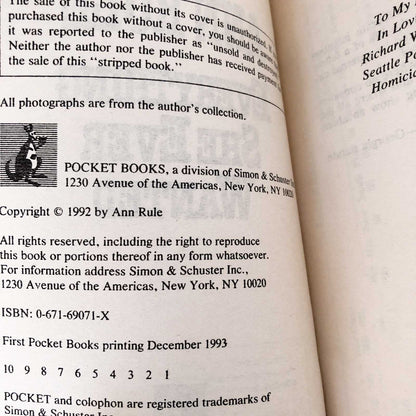 The sale of this book without its cover is unauthorized. If
purchased this book without a cover, you should be aware
it was reported to the publisher as "unsold and destroyed
Neither the author nor the publisher has received payment
the sale of this "stripped book."
All photographs are from the author's collection.
POCKET BOOKS, a division of Simon & Schuster
1230 Avenue of the Americas, New York, NY 10020
Copyright © 1992 by Ann Rule
All rights reserved, including the right to reproduce
this book or portions thereof in any form whatsoever.
For information address Simon & Schuster Inc.,
1230 Avenue of the Americas, New York, NY 10020
ISBN: 0-671-69071-X
First Pocket Books printing December 1993
10 9 8 7 6 5 4 3 2 1
POCKET and colophon are registered trademarks of
Simon & Schuster Inc.
To My
In Lov
Richard
Seattle Po
Homicid